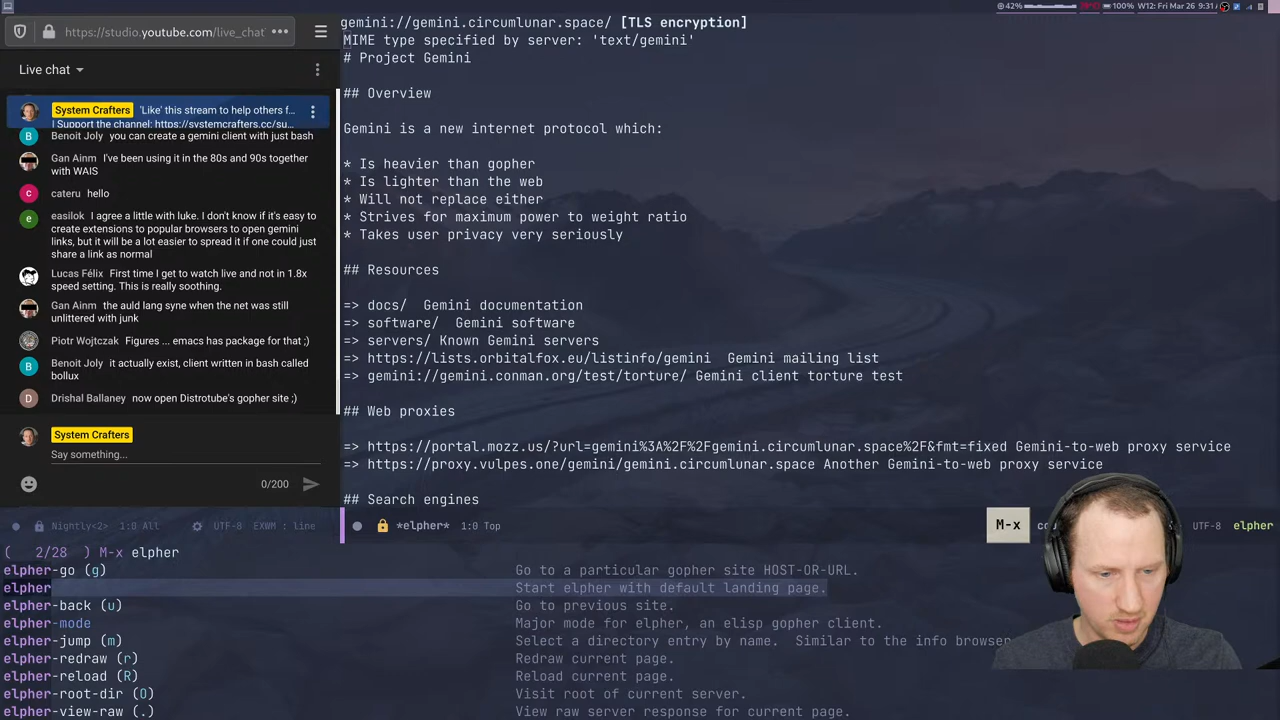 42%
100%
W12: Fri Mar 26 9:31 A
https://studio.youtube.com/live_chat
Live chat
System Crafters 'Like' this stream to help others f...
| Support the channel: https://systemcrafters.cc/su...
B Benoit Joly you can create a gemini client with just bash
Gan Ainm I've been using it in the 80s and 90s together
with WAIS
c cateru hello
e easilok I agree a little with luke. I don't know if it's easy to
create extensions to popular browsers to open gemini
links, but it will be a lot easier to spread it if one could just
share a link as normal
Lucas Félix First time I get to watch live and not in 1.8x
speed setting. This is really soothing.
Gan Ainm the auld lang syne when the net was still
unlittered with junk
Piotr Wojtczak Figures ... emacs has package for that ;)
B Benoit Joly it actually exist, client written in bash called
bollux
D Drishal Ballaney now open Distrotube's gopher site ;)
System Crafters
Say something...
0/200
gemini://gemini.circumlunar.space/ [TLS encryption]
MIME type specified by server: 'text/gemini'
# Project Gemini
## Overview
Gemini is a new internet protocol which:
* Is heavier than gopher
* Is lighter than the web
* Will not replace either
* Strives for maximum power to weight ratio
* Takes user privacy very seriously
## Resources
=> docs/  Gemini documentation
=> software/  Gemini software
=> servers/ Known Gemini servers
=> https://lists.orbitalfox.eu/listinfo/gemini  Gemini mailing list
=> gemini://gemini.conman.org/test/torture/ Gemini client torture test
## Web proxies
=> https://portal.mozz.us/?url=gemini%3A%2F%2Fgemini.circumlunar.space%2F&fmt=fixed Gemini-to-web proxy service
=> https://proxy.vulpes.one/gemini/gemini.circumlunar.space Another Gemini-to-web proxy service
## Search engines
Nightly<2> 1:0 All UTF-8 EXWM : line
*elpher* 1:0 Top
M-x
UTF-8 elpher
( 2/28 ) M-x elpher
elpher-go (g) Go to a particular gopher site HOST-OR-URL.
elpher Start elpher with default landing page.
elpher-back (u) Go to previous site.
elpher-mode Major mode for elpher, an elisp gopher client.
elpher-jump (m) Select a directory entry by name.  Similar to the info browser
elpher-redraw (r) Redraw current page.
elpher-reload (R) Reload current page.
elpher-root-dir (O) Visit root of current server.
elpher-view-raw (.) View raw server response for current page.